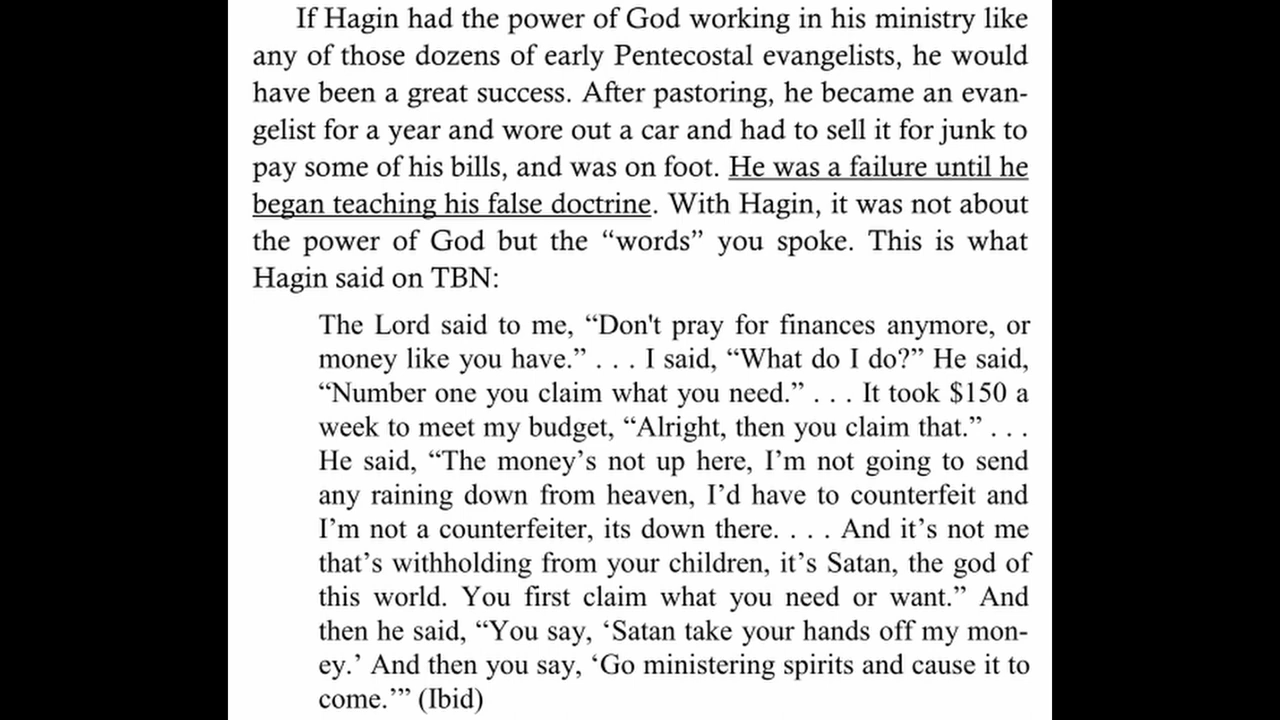 If Hagin had the power of God working in his ministry like
any of those dozens of early Pentecostal evangelists, he would
have been a great success. After pastoring, he became an evan-
gelist for a year and wore out a car and had to sell it for junk to
pay some of his bills, and was on foot. He was a failure until he
began teaching his false doctrine. With Hagin, it was not about
the power of God but the “words” you spoke. This is what
Hagin said on TBN:
The Lord said to me, “Don't pray for finances anymore, or
money like you have.” . . . I said, “What do I do?” He said,
“Number one you claim what you need.” . . . It took $150 a
week to meet my budget, “Alright, then you claim that.” . . .
He said, “The money’s not up here, I’m not going to send
any raining down from heaven, I’d have to counterfeit and
I’m not a counterfeiter, its down there. . . . And it’s not me
that’s withholding from your children, it’s Satan, the god of
this world. You first claim what you need or want.” And
then he said, “You say, ‘Satan take your hands off my mon-
ey.’ And then you say, ‘Go ministering spirits and cause it to
come.’” (Ibid)